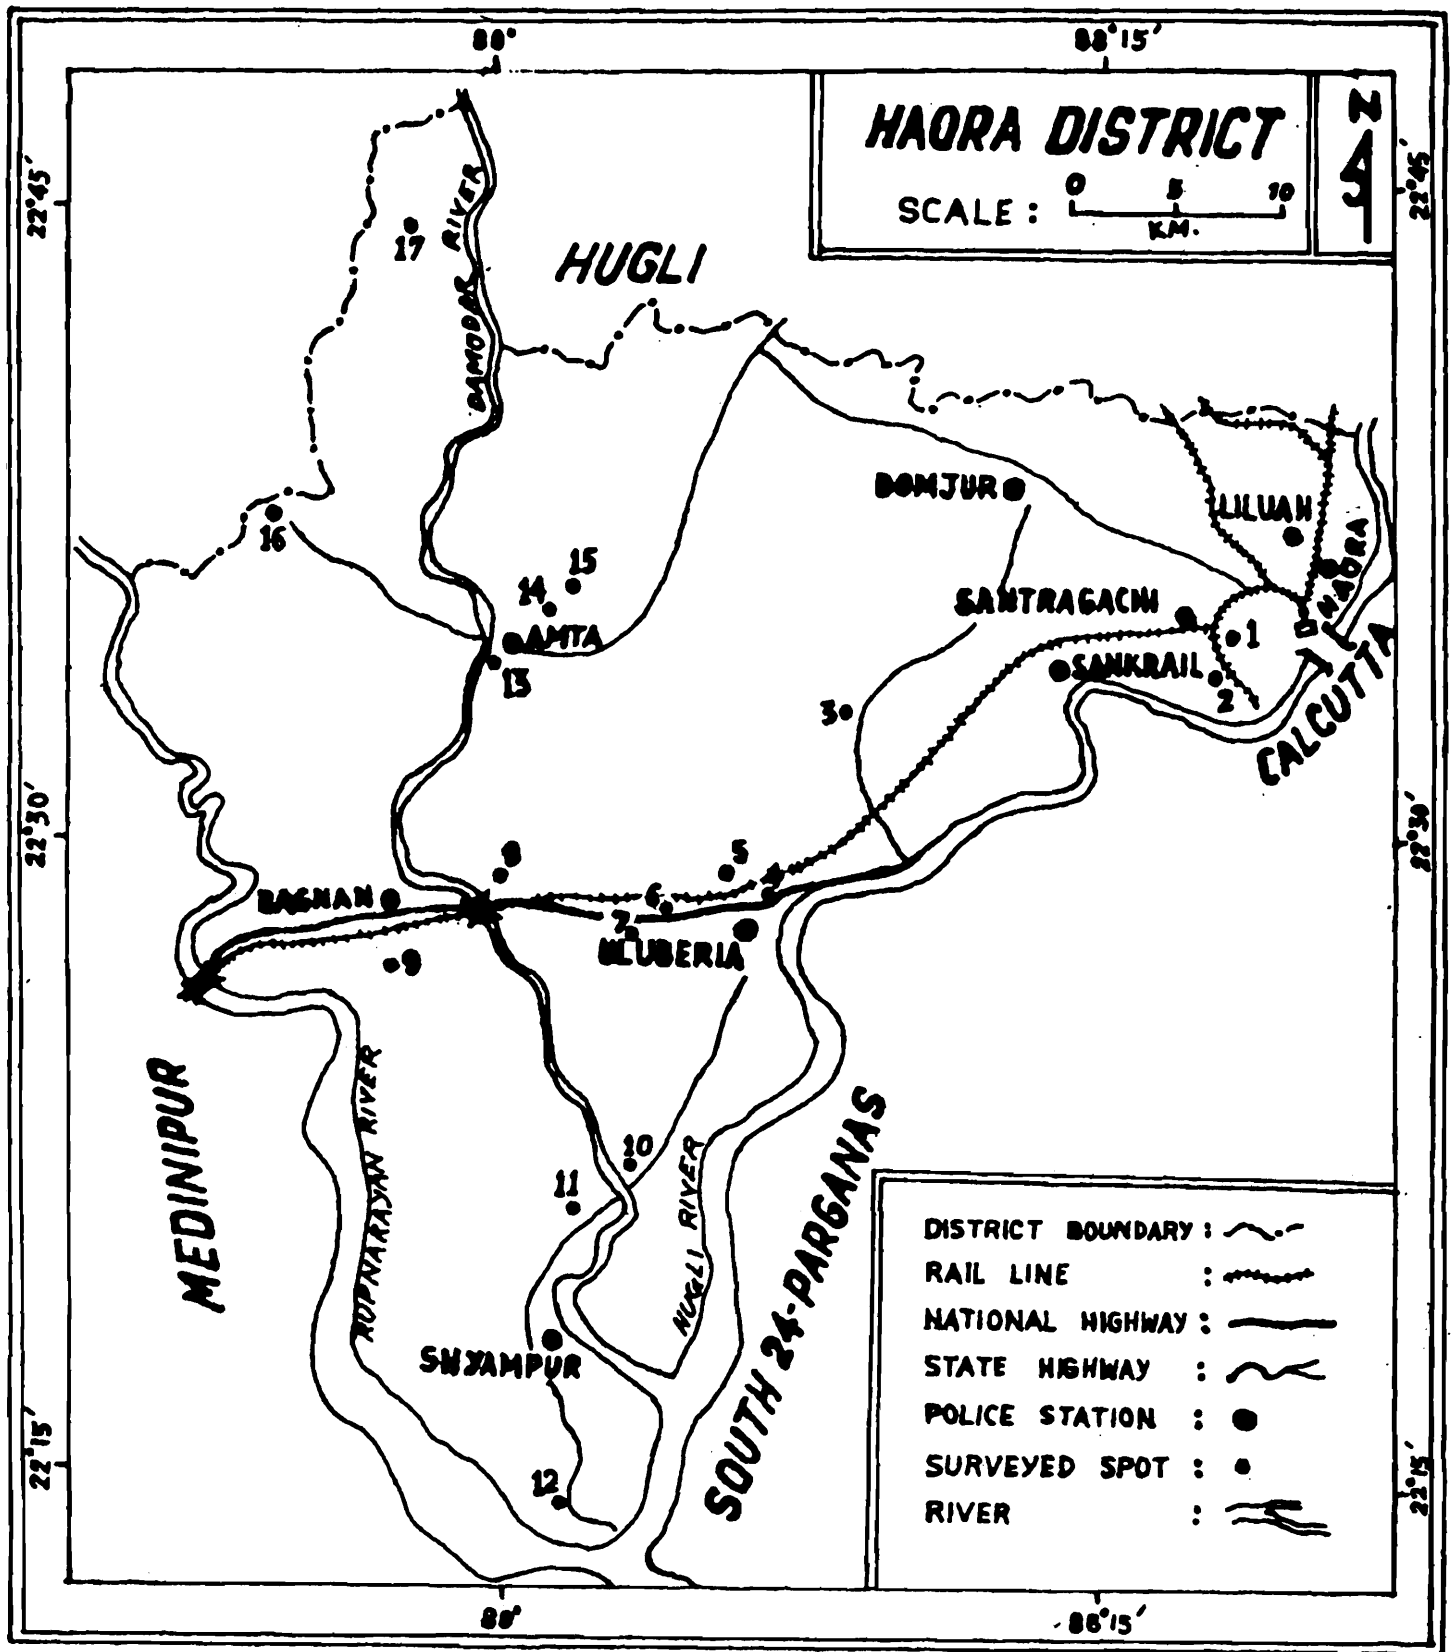 88°
88°15'
HAORA DISTRICT
N
SCALE :
0 5 10
KM.
22°45'
22°45'
17
DAMODAR RIVER
HUGLI
DOMJUR
LILUAH
HAORA
16
15
14
AMTA
13
SANTRAGACHI
1
SANKRAIL
2
CALCUTTA
3
22°30'
22°30'
8
5
4
BAGNAN
6
7
ULUBERIA
9
MEDINIPUR
RUPNARAYAN RIVER
10
11
HUGLI RIVER
SOUTH 24-PARGANAS
SHYAMPUR
12
22°15'
22°15'
DISTRICT BOUNDARY :
RAIL LINE :
NATIONAL HIGHWAY :
STATE HIGHWAY :
POLICE STATION :
SURVEYED SPOT :
RIVER :
88°
88°15'